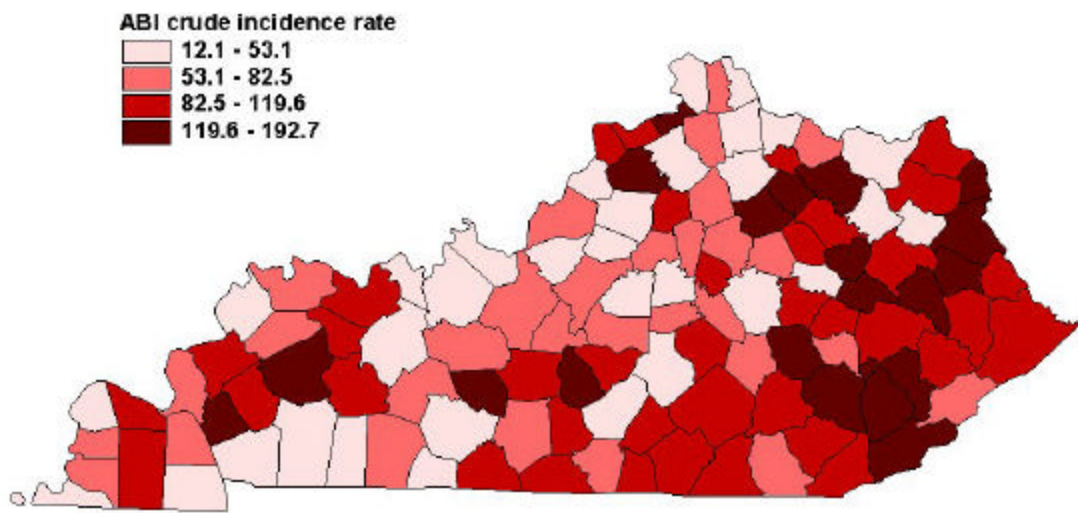 ABI crude incidence rate
12.1 - 53.1
53.1 - 82.5
82.5 - 119.6
119.6 - 192.7